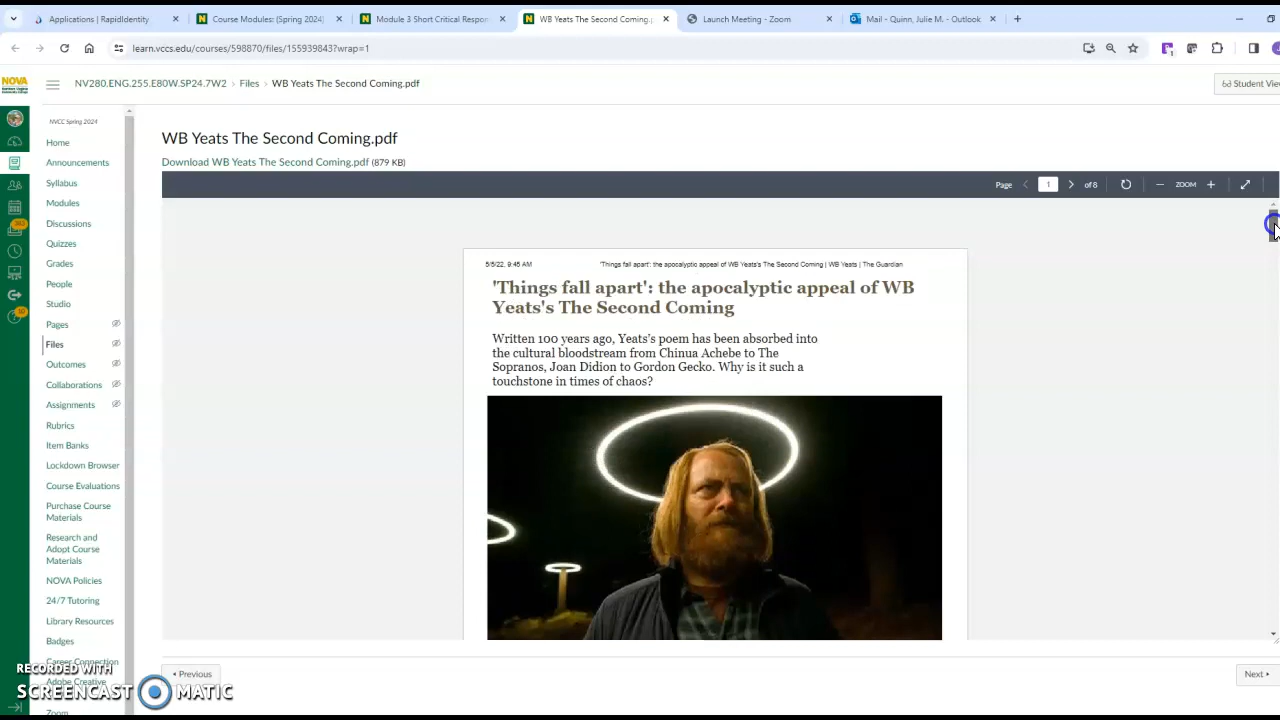 Applications | RapidIdentity
Course Modules: (Spring 2024)
Module 3 Short Critical Respon
WB Yeats The Second Coming.p
Launch Meeting - Zoom
Mail - Quinn, Julie M. - Outlook
learn.vccs.edu/courses/598870/files/155939843?wrap=1
NOVA
NV280.ENG.255.E80W.SP24.7W2 › Files › WB Yeats The Second Coming.pdf
Student View
NVCC Spring 2024
Home
Announcements
Syllabus
Modules
Discussions
Quizzes
Grades
People
Studio
Pages
Files
Outcomes
Collaborations
Assignments
Rubrics
Item Banks
Lockdown Browser
Course Evaluations
Purchase Course
Materials
Research and
Adopt Course
Materials
NOVA Policies
24/7 Tutoring
Library Resources
Badges
Career Connection
Adobe Creative
Zoom
WB Yeats The Second Coming.pdf
Download WB Yeats The Second Coming.pdf (879 KB)
Page 1 of 8 ZOOM
5/5/22, 9:45 AM 'Things fall apart': the apocalyptic appeal of WB Yeats's The Second Coming | WB Yeats | The Guardian
'Things fall apart': the apocalyptic appeal of WB
Yeats's The Second Coming
Written 100 years ago, Yeats's poem has been absorbed into
the cultural bloodstream from Chinua Achebe to The
Sopranos, Joan Didion to Gordon Gecko. Why is it such a
touchstone in times of chaos?
Previous
Next
RECORDED WITH
SCREENCAST MATIC